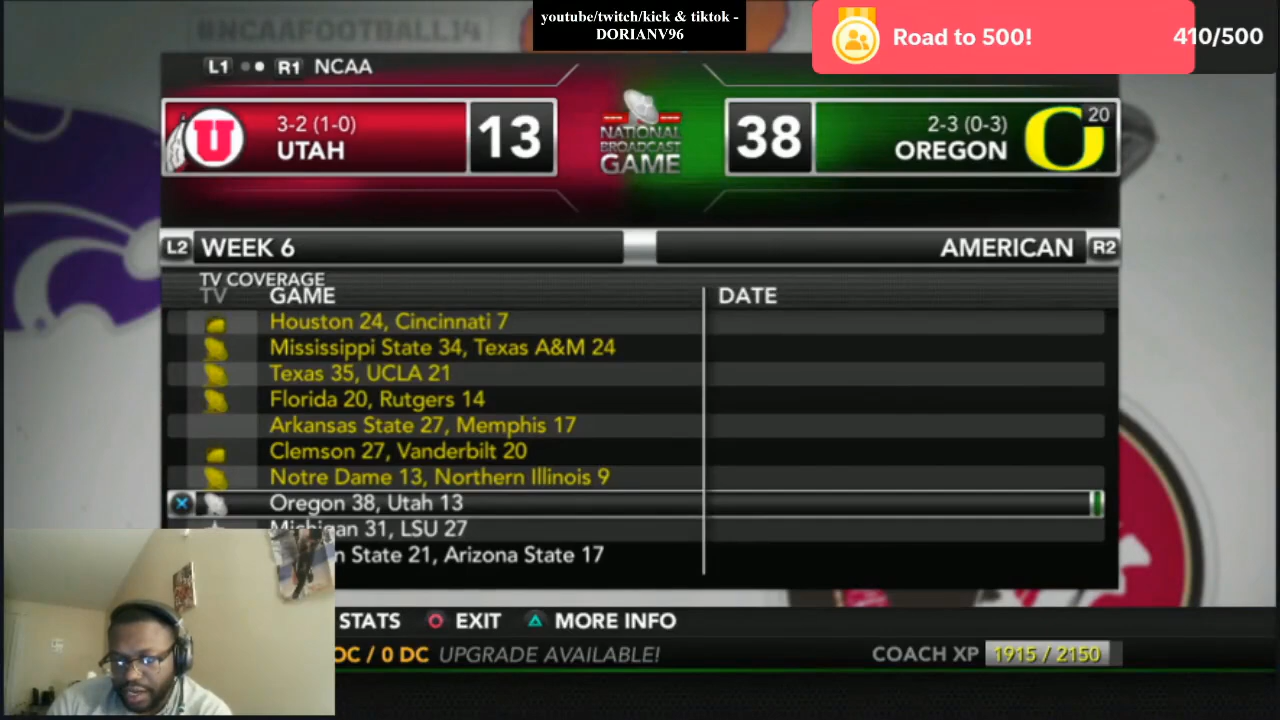 #NCAAFOOTBALL14
youtube/twitch/kick & tiktok -
DORIANV96
Road to 500!
410/500
L1 R1 NCAA
3-2 (1-0)
UTAH
13
NATIONAL
BROADCAST
GAME
38
2-3 (0-3)
OREGON
20
L2 WEEK 6
AMERICAN R2
TV COVERAGE
TV GAME DATE
Houston 24, Cincinnati 7
Mississippi State 34, Texas A&M 24
Texas 35, UCLA 21
Florida 20, Rutgers 14
Arkansas State 27, Memphis 17
Clemson 27, Vanderbilt 20
Notre Dame 13, Northern Illinois 9
Oregon 38, Utah 13
Michigan 31, LSU 27
State 21, Arizona State 17
STATS EXIT MORE INFO
OC / 0 DC UPGRADE AVAILABLE!
COACH XP 1915 / 2150